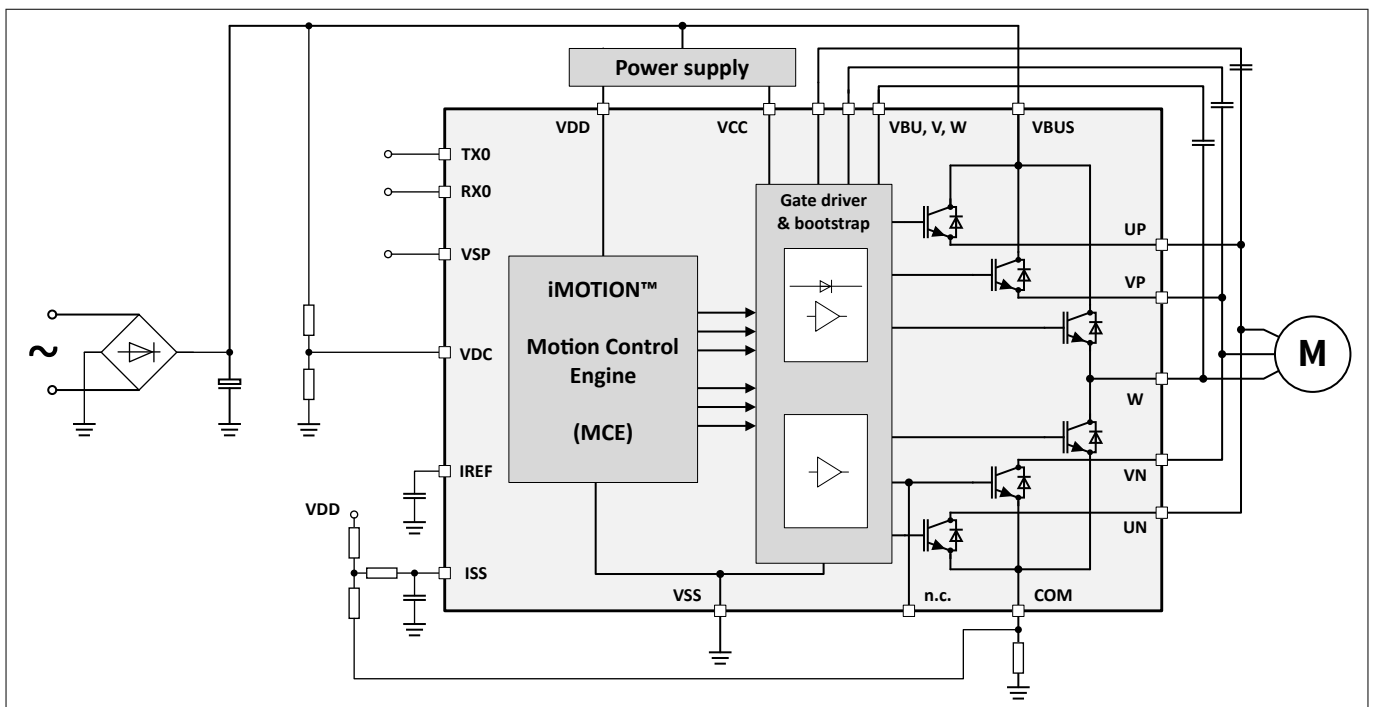 Power supply
VDD
VCC
VBU, V, W
VBUS
TX0
RX0
VSP
Gate driver
& bootstrap
UP
VP
iMOTION™
Motion Control
Engine
(MCE)
~
VDC
M
W
IREF
VN
VDD
UN
ISS
VSS
n.c.
COM